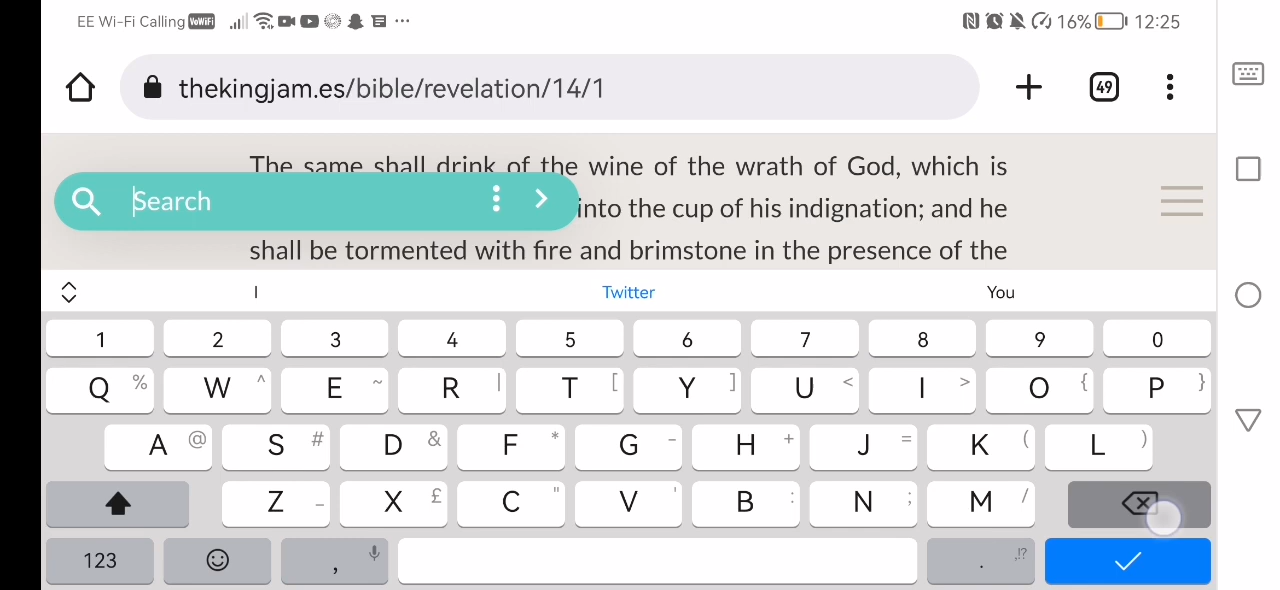 EE Wi-Fi Calling VoWiFi 16% 12:25
thekingjam.es/bible/revelation/14/1 49
The same shall drink of the wine of the wrath of God, which is
Search into the cup of his indignation; and he
shall be tormented with fire and brimstone in the presence of the
I Twitter You
1 2 3 4 5 6 7 8 9 0
Q % W ^ E ~ R | T [ Y ] U < I > O { P }
A @ S # D & F * G - H + J = K ( L )
Z _ X £ C " V ' B : N ; M /
123 , . ,!?